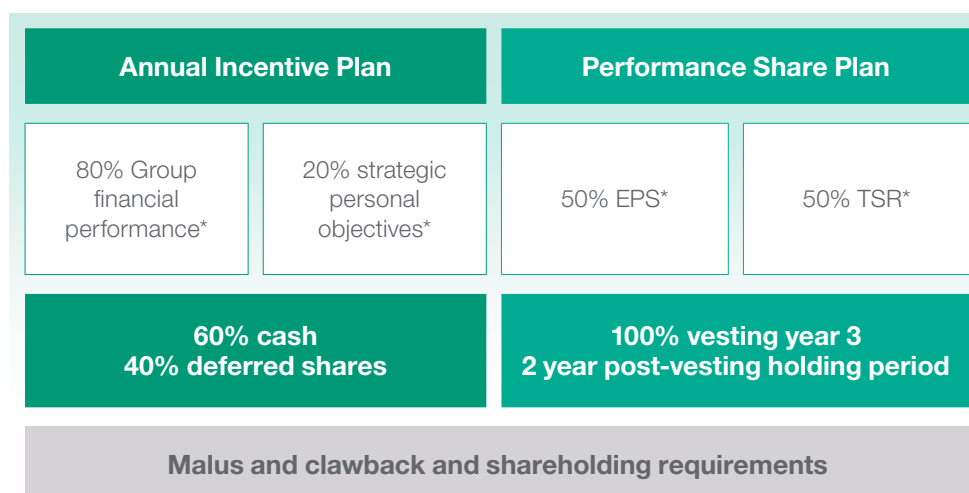 Annual Incentive Plan
Performance Share Plan
80% Group
financial
performance*
20% strategic
personal
objectives*
50% EPS*
50% TSR*
60% cash
40% deferred shares
100% vesting year 3
2 year post-vesting holding period
Malus and clawback and shareholding requirements